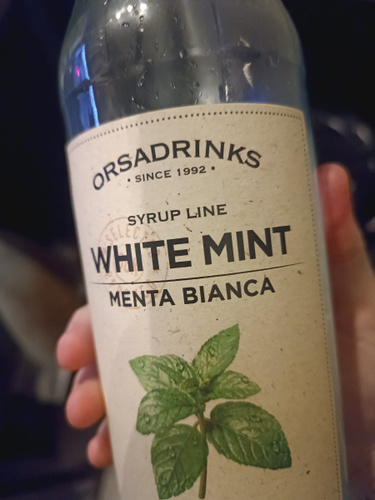 ORSADRINKS
• SINCE 1992 •
SYRUP LINE
WHITE MINT
MENTA BIANCA